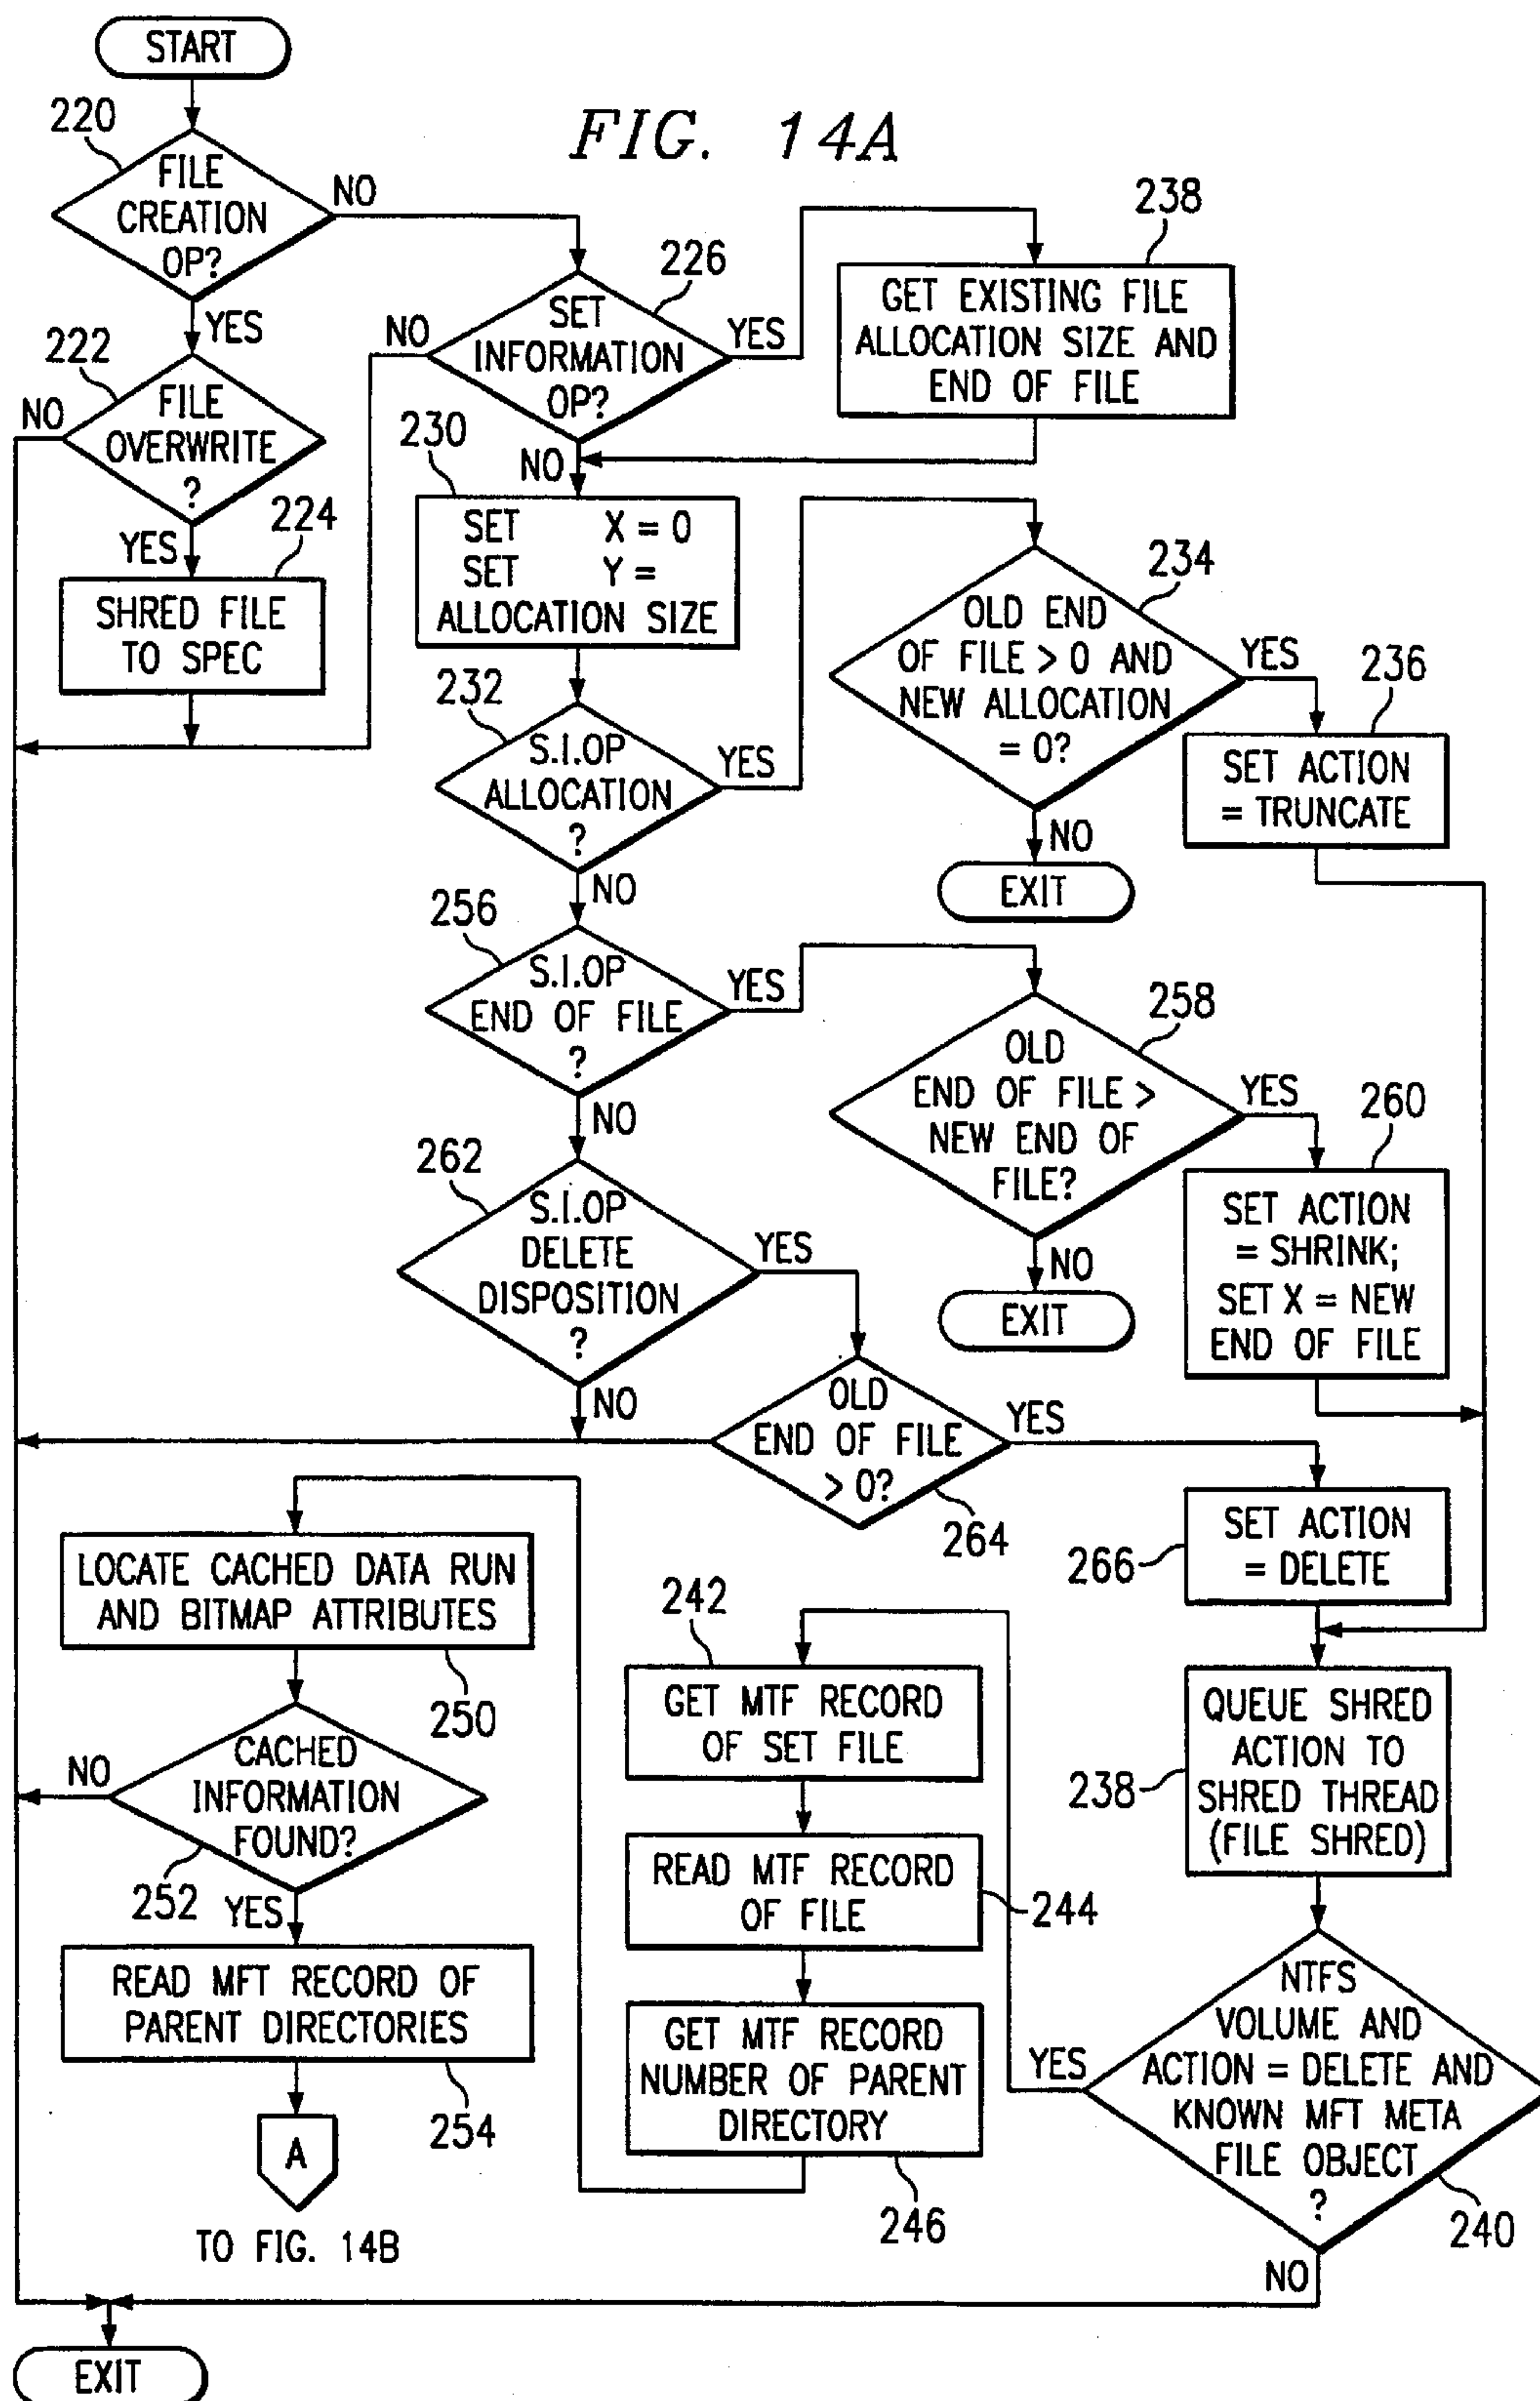 START
FIG. 14A
220
FILE
CREATION
OP?
NO
YES
222
FILE
OVERWRITE
?
NO
YES
224
SHRED FILE
TO SPEC
226
SET
INFORMATION
OP?
NO
YES
NO
238
GET EXISTING FILE
ALLOCATION SIZE AND
END OF FILE
230
SET X = 0
SET Y =
ALLOCATION SIZE
232
S.I.OP
ALLOCATION
?
YES
NO
234
OLD END
OF FILE > 0 AND
NEW ALLOCATION
= 0?
YES
NO
EXIT
236
SET ACTION
= TRUNCATE
256
S.I.OP
END OF FILE
?
YES
NO
258
OLD
END OF FILE >
NEW END OF
FILE?
YES
NO
EXIT
260
SET ACTION
= SHRINK;
SET X = NEW
END OF FILE
262
S.I.OP
DELETE
DISPOSITION
?
YES
NO
OLD
END OF FILE
> 0?
YES
264
266
SET ACTION
= DELETE
238
QUEUE SHRED
ACTION TO
SHRED THREAD
(FILE SHRED)
NTFS
VOLUME AND
ACTION = DELETE AND
KNOWN MFT META
FILE OBJECT
?
YES
NO
240
242
GET MTF RECORD
OF SET FILE
READ MTF RECORD
OF FILE
244
GET MTF RECORD
NUMBER OF PARENT
DIRECTORY
246
LOCATE CACHED DATA RUN
AND BITMAP ATTRIBUTES
250
CACHED
INFORMATION
FOUND?
NO
252
YES
READ MFT RECORD OF
PARENT DIRECTORIES
254
A
TO FIG. 14B
EXIT